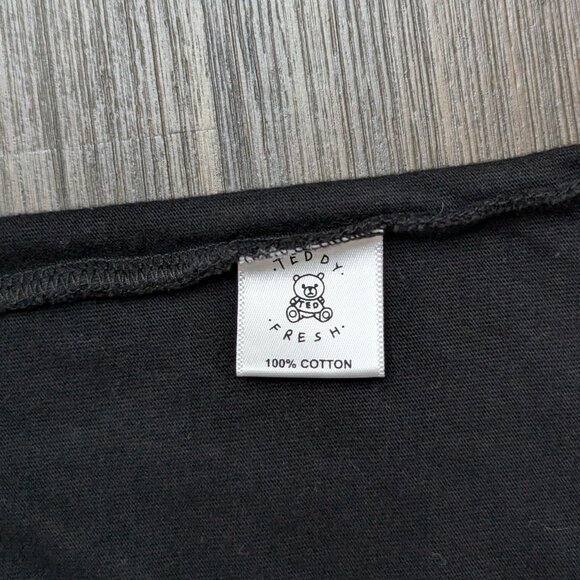 · TEDDY ·
TED
· FRESH ·
100% COTTON